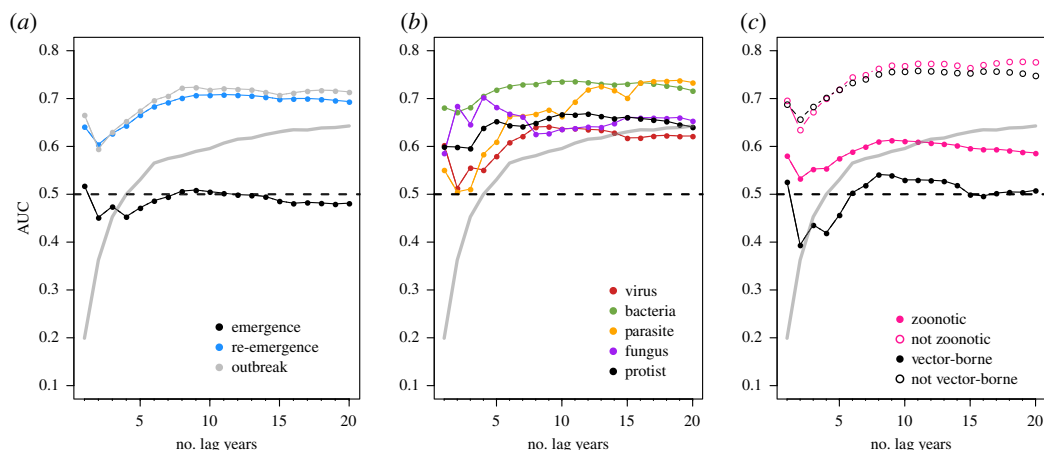 (a)
(b)
(c)
AUC
0.8
0.7
0.6
0.5
0.4
0.3
0.2
0.1
emergence
re-emergence
outbreak
5
10
15
20
no. lag years
0.8
0.7
0.6
0.5
0.4
0.3
0.2
0.1
virus
bacteria
parasite
fungus
protist
5
10
15
20
no. lag years
0.8
0.7
0.6
0.5
0.4
0.3
0.2
0.1
zoonotic
not zoonotic
vector-borne
not vector-borne
5
10
15
20
no. lag years